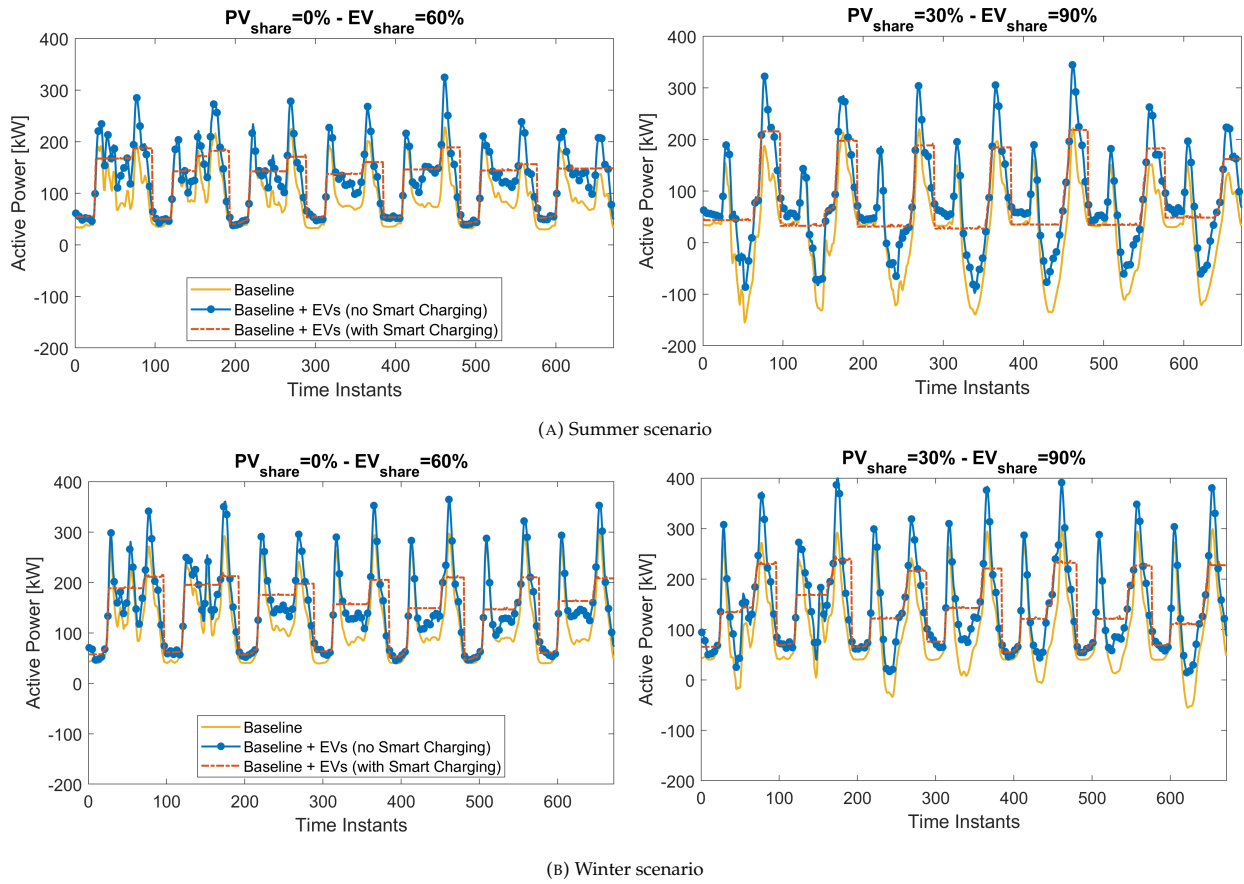 PVshare=0% - EVshare=60%
400
300
200
100
0
-100
-200
Active Power [kW]
Baseline
Baseline + EVs (no Smart Charging)
Baseline + EVs (with Smart Charging)
0 100 200 300 400 500 600
Time Instants
PVshare=30% - EVshare=90%
400
300
200
100
0
-100
-200
Active Power [kW]
0 100 200 300 400 500 600
Time Instants
(A) Summer scenario
PVshare=0% - EVshare=60%
400
300
200
100
0
-100
-200
Active Power [kW]
Baseline
Baseline + EVs (no Smart Charging)
Baseline + EVs (with Smart Charging)
0 100 200 300 400 500 600
Time Instants
PVshare=30% - EVshare=90%
400
300
200
100
0
-100
-200
Active Power [kW]
0 100 200 300 400 500 600
Time Instants
(B) Winter scenario